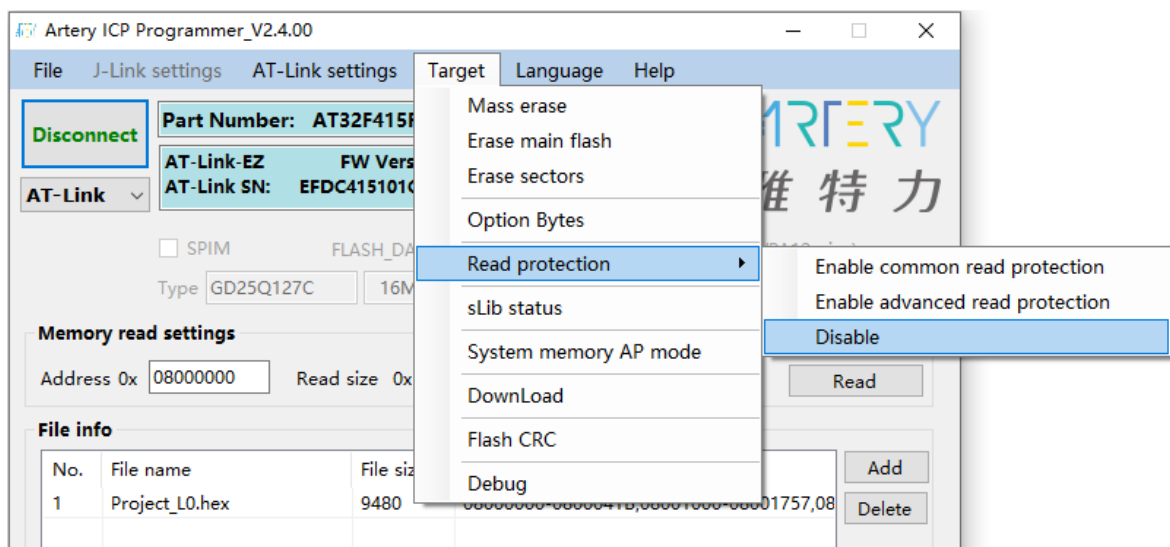 Artery ICP Programmer_V2.4.00
File J-Link settings AT-Link settings Target Language Help
Disconnect
Part Number: AT32F415
AT-Link-EZ FW Vers
AT-Link SN: EFDC415101
AT-Link
ARTERY
雅特力
Mass erase
Erase main flash
Erase sectors
Option Bytes
Read protection
sLib status
System memory AP mode
DownLoad
Flash CRC
Debug
Enable common read protection
Enable advanced read protection
Disable
SPIM FLASH_DA
Type GD25Q127C 16M
Memory read settings
Address 0x 08000000 Read size 0x Read
File info
No. File name File siz
1 Project_L0.hex 9480 08000000-0800041B,08001000-08001757,08
Add
Delete